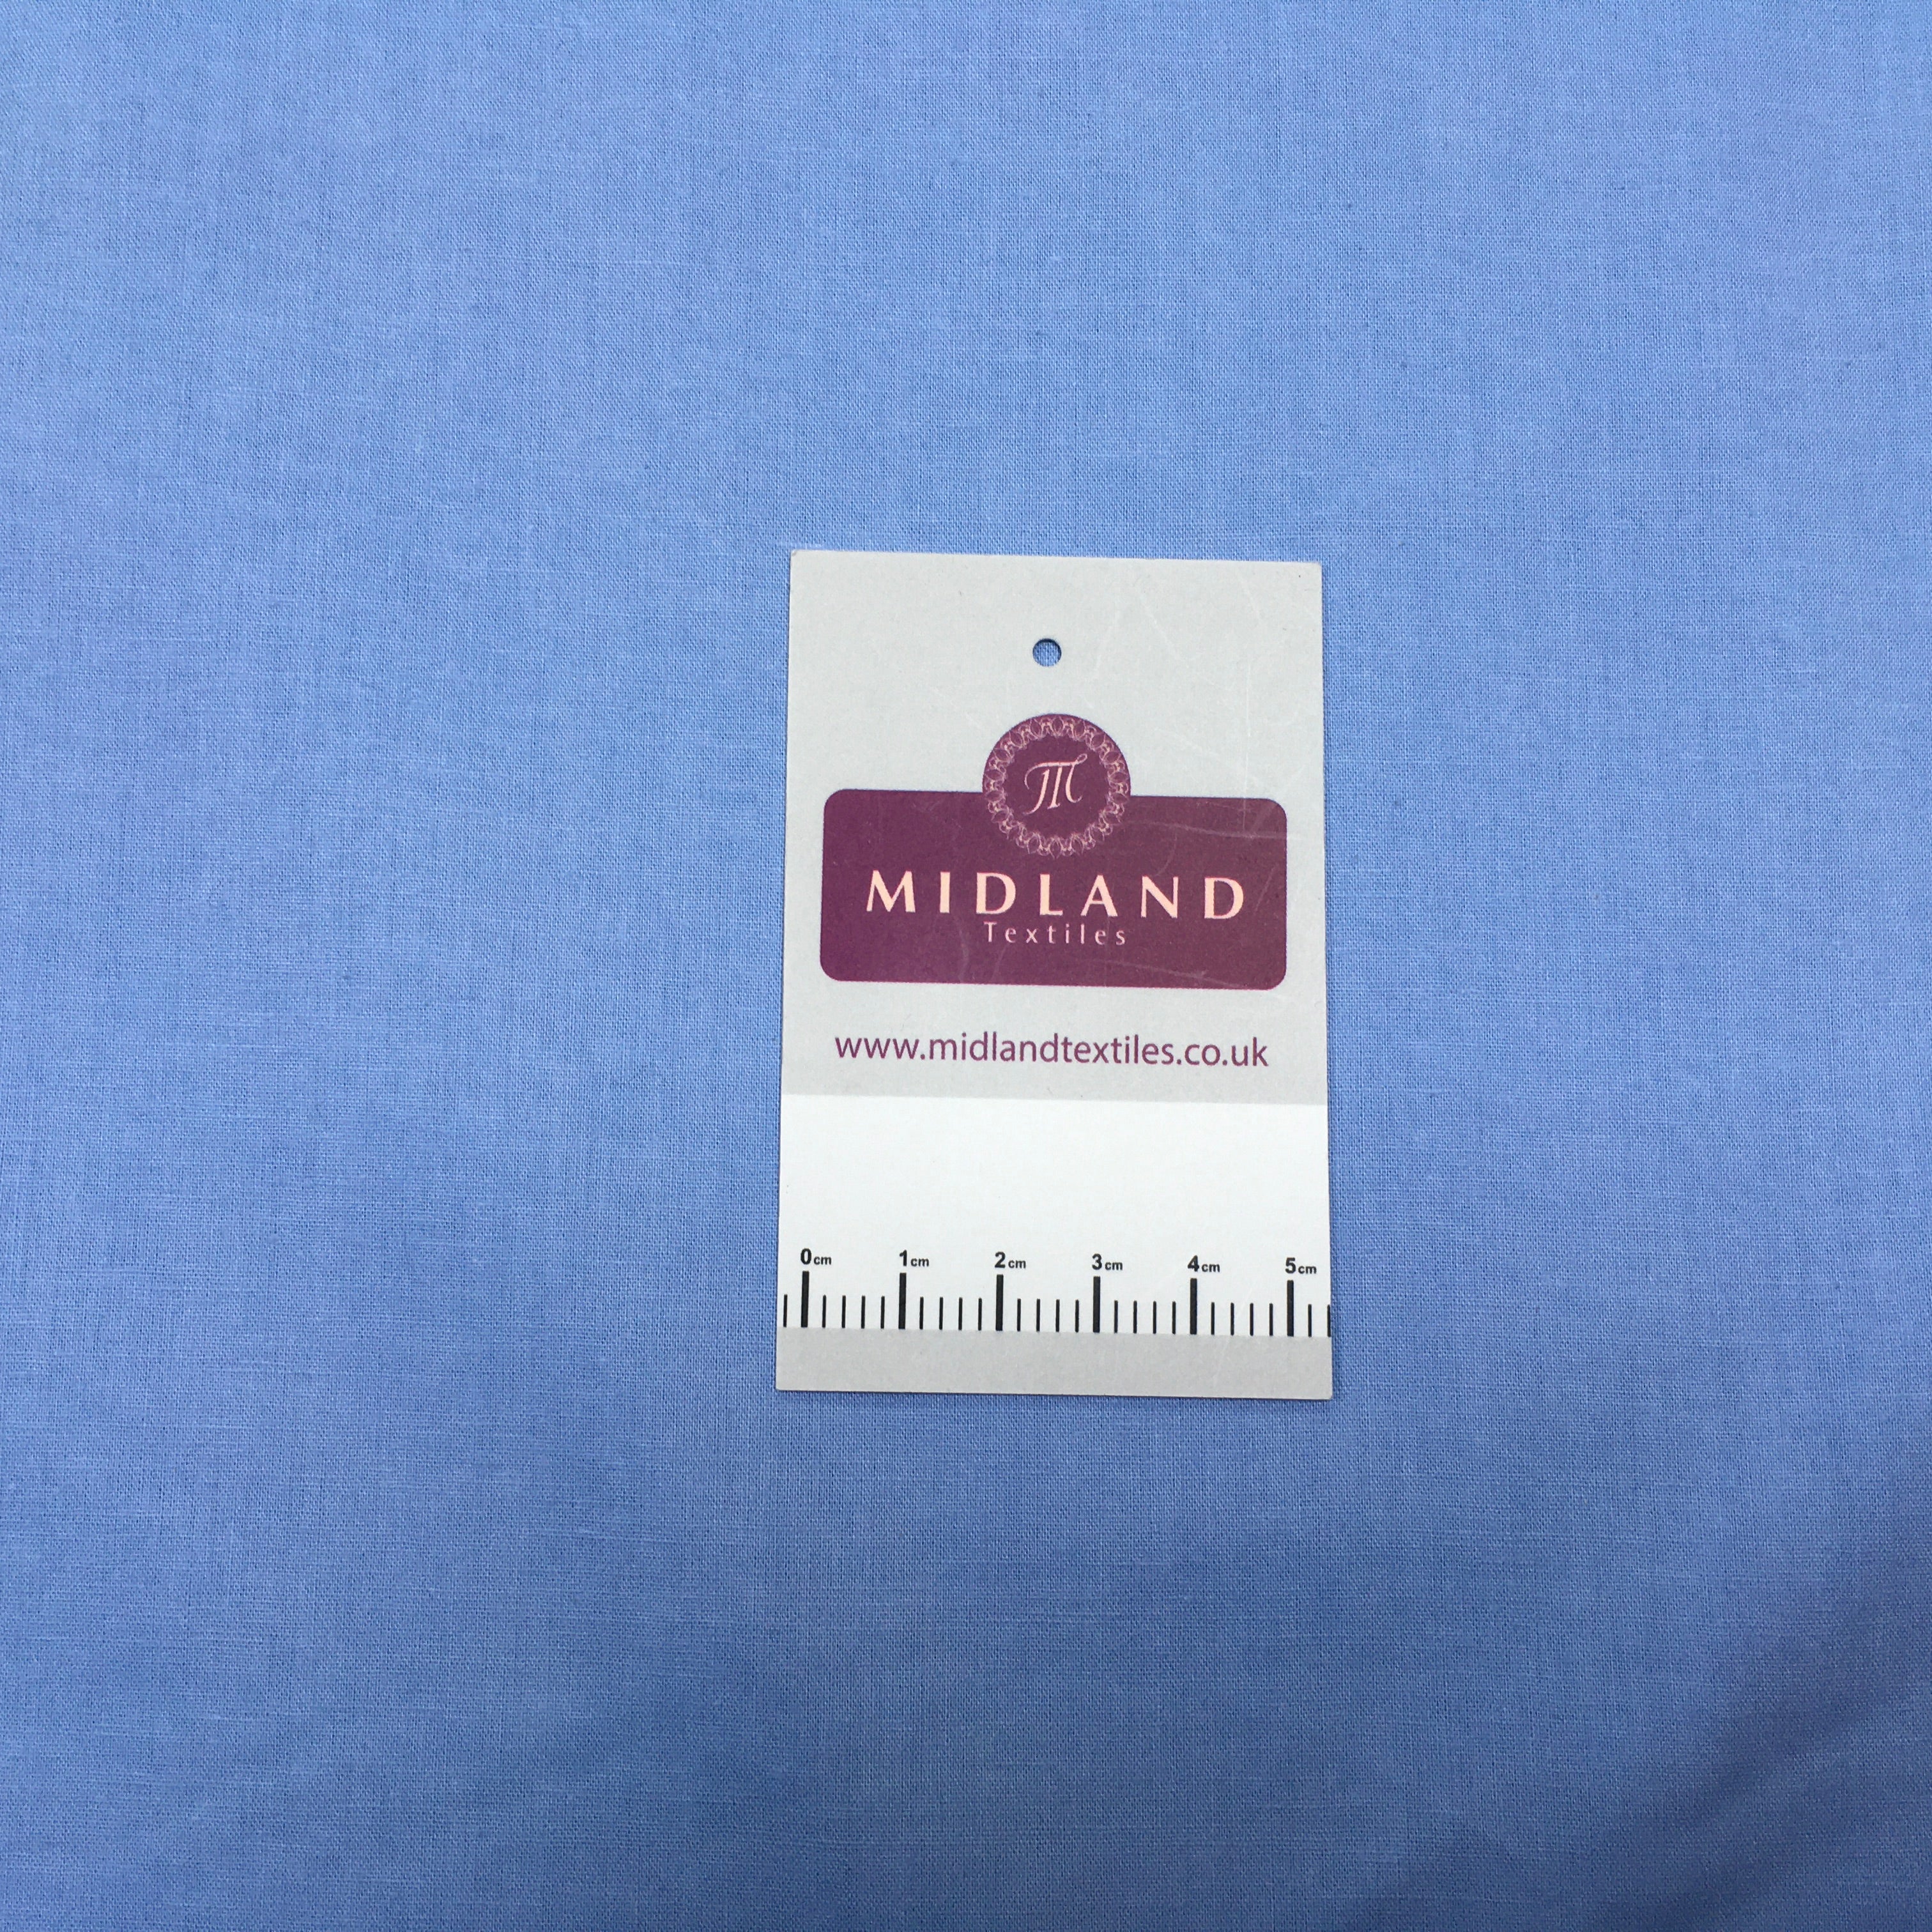 M
MIDLAND
Textiles
www.midlandtextiles.co.uk
0cm 1cm 2cm 3cm 4cm 5cm